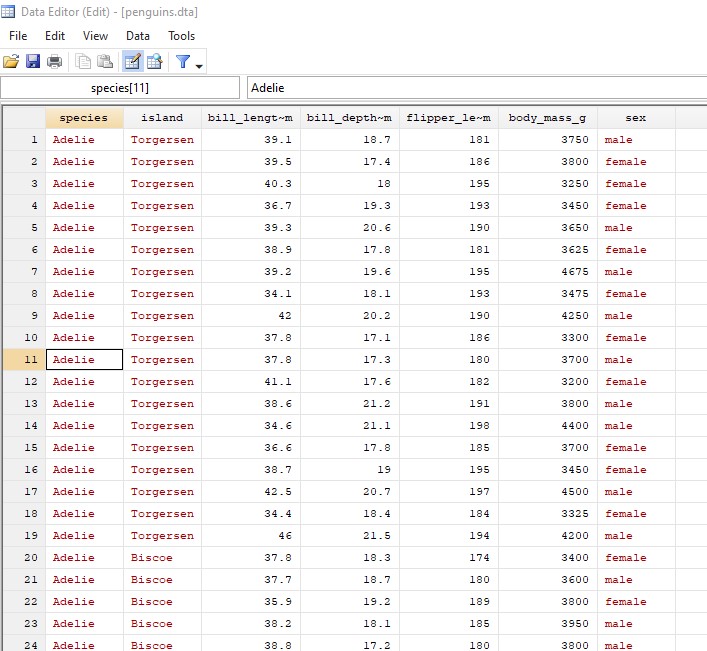 Data Editor (Edit) - [penguins.dta]
File Edit View Data Tools
species[11] Adelie
species island bill_lengt~m bill_depth~m flipper_le~m body_mass_g sex
1 Adelie Torgersen 39.1 18.7 181 3750 male
2 Adelie Torgersen 39.5 17.4 186 3800 female
3 Adelie Torgersen 40.3 18 195 3250 female
4 Adelie Torgersen 36.7 19.3 193 3450 female
5 Adelie Torgersen 39.3 20.6 190 3650 male
6 Adelie Torgersen 38.9 17.8 181 3625 female
7 Adelie Torgersen 39.2 19.6 195 4675 male
8 Adelie Torgersen 34.1 18.1 193 3475 female
9 Adelie Torgersen 42 20.2 190 4250 male
10 Adelie Torgersen 37.8 17.1 186 3300 female
11 Adelie Torgersen 37.8 17.3 180 3700 male
12 Adelie Torgersen 41.1 17.6 182 3200 female
13 Adelie Torgersen 38.6 21.2 191 3800 male
14 Adelie Torgersen 34.6 21.1 198 4400 male
15 Adelie Torgersen 36.6 17.8 185 3700 female
16 Adelie Torgersen 38.7 19 195 3450 female
17 Adelie Torgersen 42.5 20.7 197 4500 male
18 Adelie Torgersen 34.4 18.4 184 3325 female
19 Adelie Torgersen 46 21.5 194 4200 male
20 Adelie Biscoe 37.8 18.3 174 3400 female
21 Adelie Biscoe 37.7 18.7 180 3600 male
22 Adelie Biscoe 35.9 19.2 189 3800 female
23 Adelie Biscoe 38.2 18.1 185 3950 male
24 Adelie Biscoe 38.8 17.2 180 3800 male